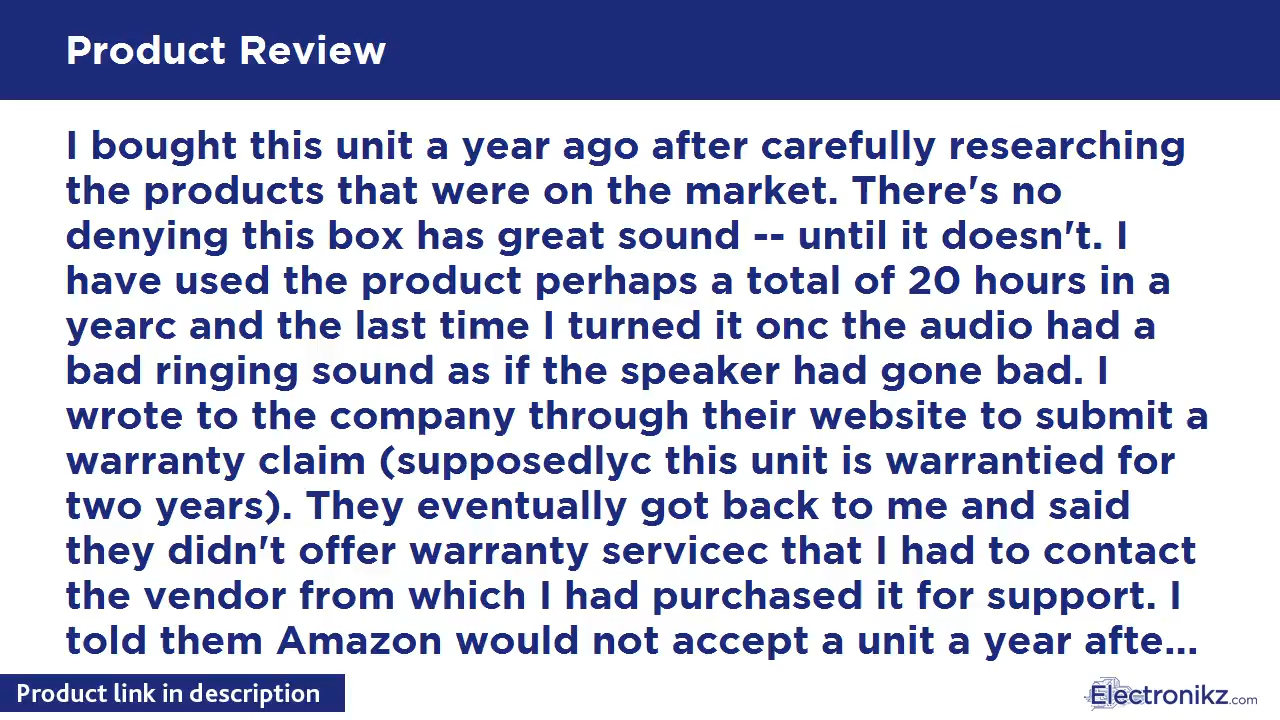 Product Review
I bought this unit a year ago after carefully researching
the products that were on the market. There's no
denying this box has great sound -- until it doesn't. I
have used the product perhaps a total of 20 hours in a
yearc and the last time I turned it onc the audio had a
bad ringing sound as if the speaker had gone bad. I
wrote to the company through their website to submit a
warranty claim (supposedlyc this unit is warrantied for
two years). They eventually got back to me and said
they didn't offer warranty servicec that I had to contact
the vendor from which I had purchased it for support. I
told them Amazon would not accept a unit a year afte...
Product link in description
Electronikz.com